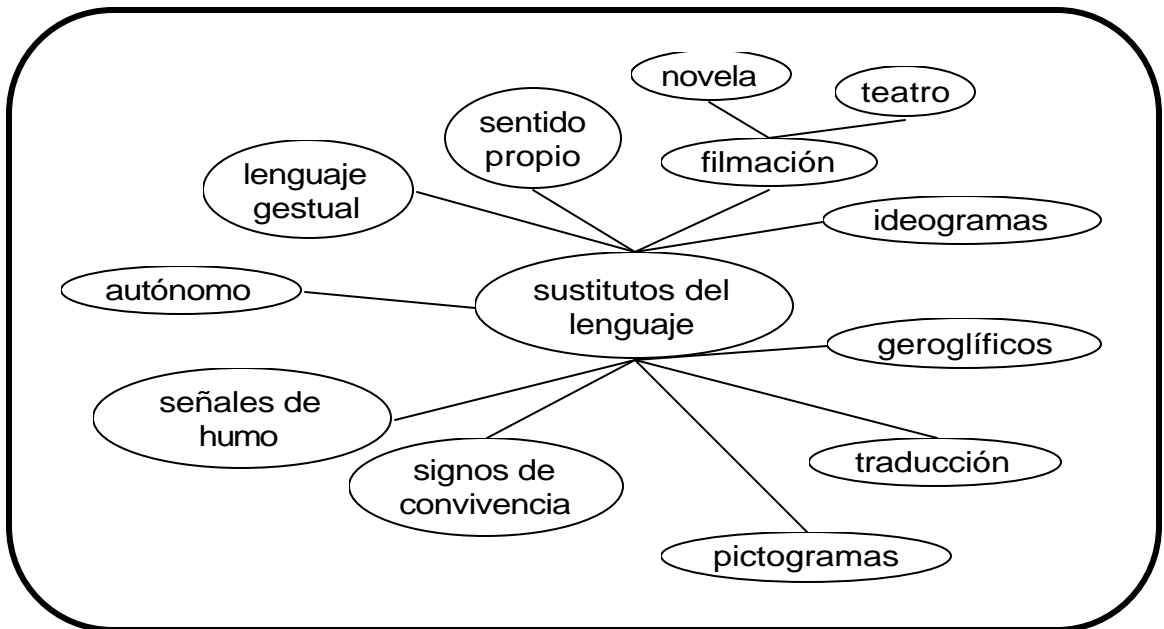 novela
teatro
sentido
propio
filmación
lenguaje
gestual
ideogramas
autónomo
sustitutos del
lenguaje
geroglíficos
señales de
humo
signos de
convivencia
traducción
pictogramas